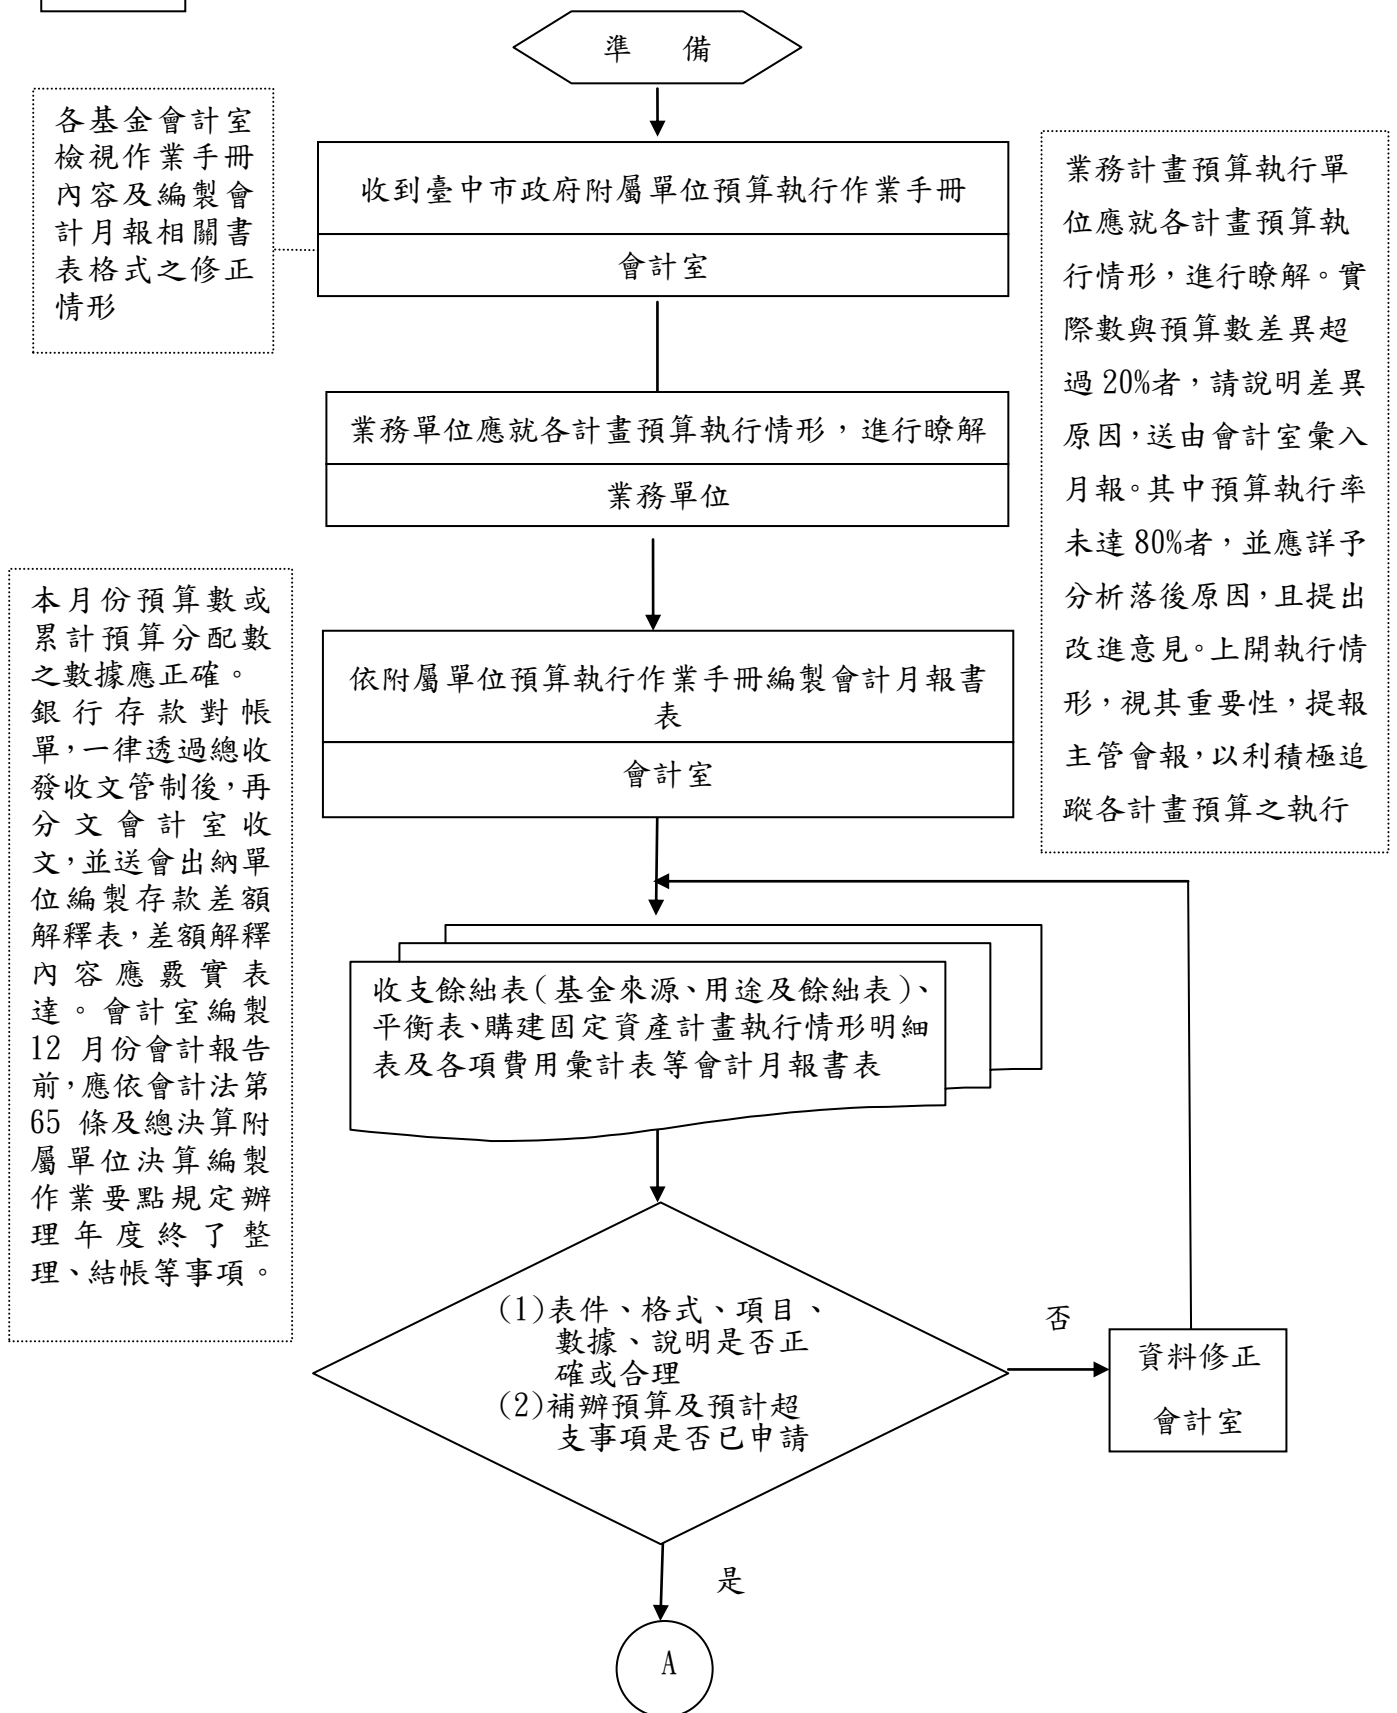 準　備
各基金會計室
檢視作業手冊
內容及編製會
計月報相關書
表格式之修正
情形
收到臺中市政府附屬單位預算執行作業手冊
會計室
業務計畫預算執行單
位應就各計畫預算執
行情形，進行瞭解。實
際數與預算數差異超
過 20%者，請說明差異
原因，送由會計室彙入
月報。其中預算執行率
未達 80%者，並應詳予
分析落後原因，且提出
改進意見。上開執行情
形，視其重要性，提報
主管會報，以利積極追
蹤各計畫預算之執行
業務單位應就各計畫預算執行情形，進行瞭解
業務單位
本月份預算數或
累計預算分配數
之數據應正確。
銀行存款對帳
單，一律透過總收
發收文管制後，再
分文會計室收
文，並送會出納單
位編製存款差額
解釋表，差額解釋
內容應覈實表
達。會計室編製
12 月份會計報告
前，應依會計法第
65 條及總決算附
屬單位決算編製
作業要點規定辦
理年度終了整
理、結帳等事項。
依附屬單位預算執行作業手冊編製會計月報書
表
會計室
收支餘絀表（基金來源、用途及餘絀表）、
平衡表、購建固定資產計畫執行情形明細
表及各項費用彙計表等會計月報書表
(1)表件、格式、項目、
數據、說明是否正
確或合理
(2)補辦預算及預計超
支事項是否已申請
否
資料修正
會計室
是
A